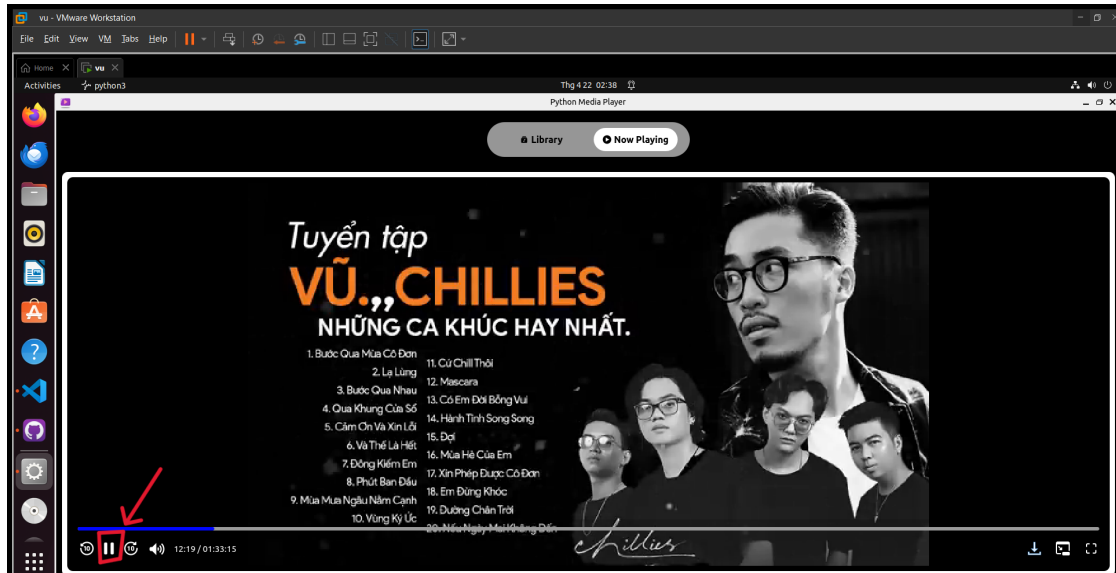 vu - VMware Workstation
File Edit View VM Tabs Help
Home vu
Activities python3 Thg 4 22 02:38
Python Media Player
Library Now Playing
Tuyển tập
VŨ.,,CHILLIES
NHỮNG CA KHÚC HAY NHẤT.
1. Bước Qua Mùa Cô Đơn
2. Lạ Lùng
3. Bước Qua Nhau
4. Qua Khung Cửa Sổ
5. Cảm Ơn Và Xin Lỗi
6. Và Thế Là Hết
7. Đông Kiếm Em
8. Phút Ban Đầu
9. Mùa Mưa Ngâu Nằm Cạnh
10. Vùng Ký Ức
11. Cứ Chill Thôi
12. Mascara
13. Có Em Đời Bỗng Vui
14. Hành Tinh Song Song
15. Đợi
16. Mùa Hè Của Em
17. Xin Phép Được Cô Đơn
18. Em Đừng Khóc
19. Đường Chân Trời
20. Nếu Ngày Mai Không Đến
Chillies
10 10 12:19 / 01:33:15